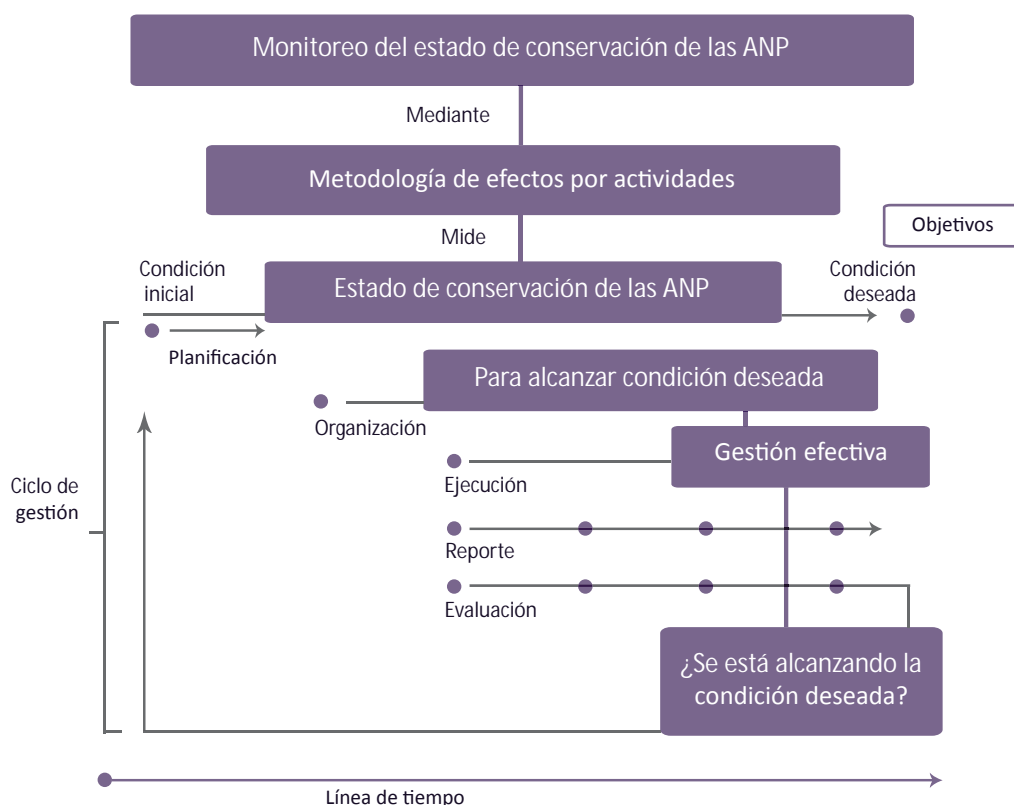 Monitoreo del estado de conservación de las ANP
Mediante
Metodología de efectos por actividades
Mide
Objetivos
Condición
inicial
Estado de conservación de las ANP
Condición
deseada
Planificación
Para alcanzar condición deseada
Organización
Gestión efectiva
Ejecución
Ciclo de
gestión
Reporte
Evaluación
¿Se está alcanzando la
condición deseada?
Línea de tiempo